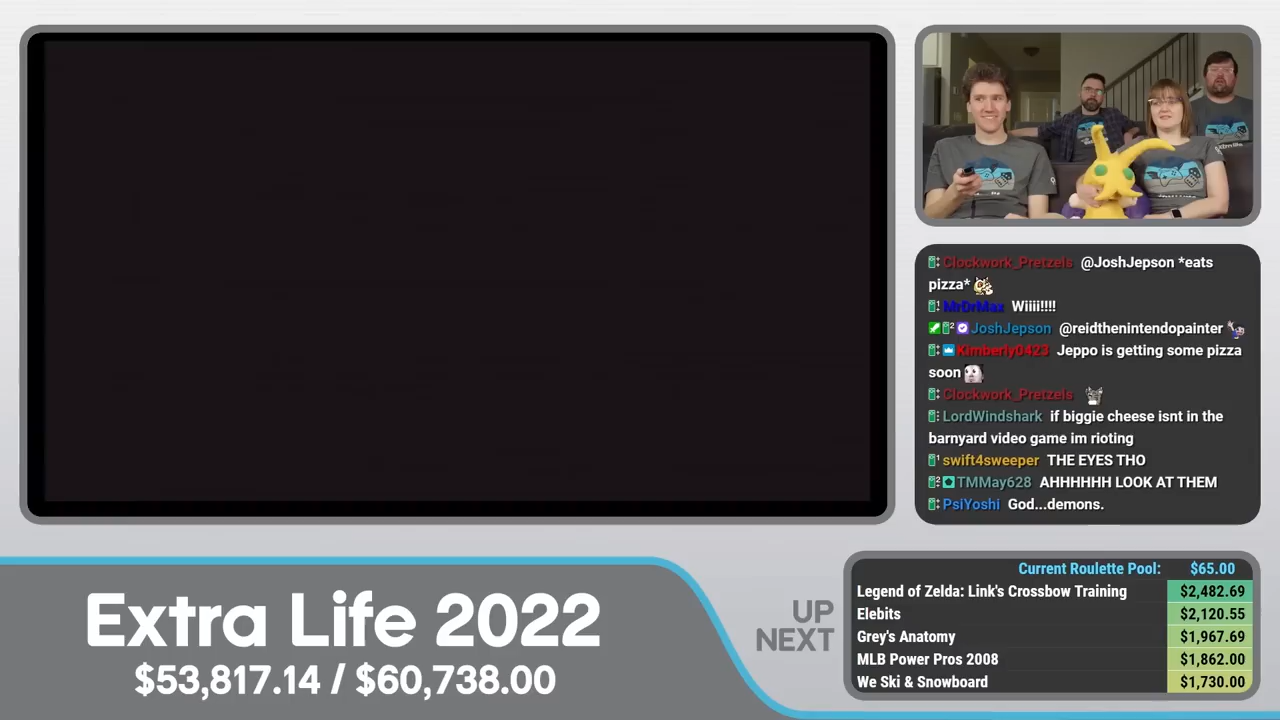 Clockwork_Pretzels @JoshJepson *eats
pizza*
MrDrMax Wiiii!!!!
JoshJepson @reidthenintendopainter
Kimberly0423 Jeppo is getting some pizza
soon
Clockwork_Pretzels
LordWindshark if biggie cheese isnt in the
barnyard video game im rioting
swift4sweeper THE EYES THO
TMMay628 AHHHHHH LOOK AT THEM
PsiYoshi God...demons.
Extra Life 2022
$53,817.14 / $60,738.00
UP
NEXT
Current Roulette Pool: $65.00
Legend of Zelda: Link's Crossbow Training $2,482.69
Elebits $2,120.55
Grey's Anatomy $1,967.69
MLB Power Pros 2008 $1,862.00
We Ski & Snowboard $1,730.00